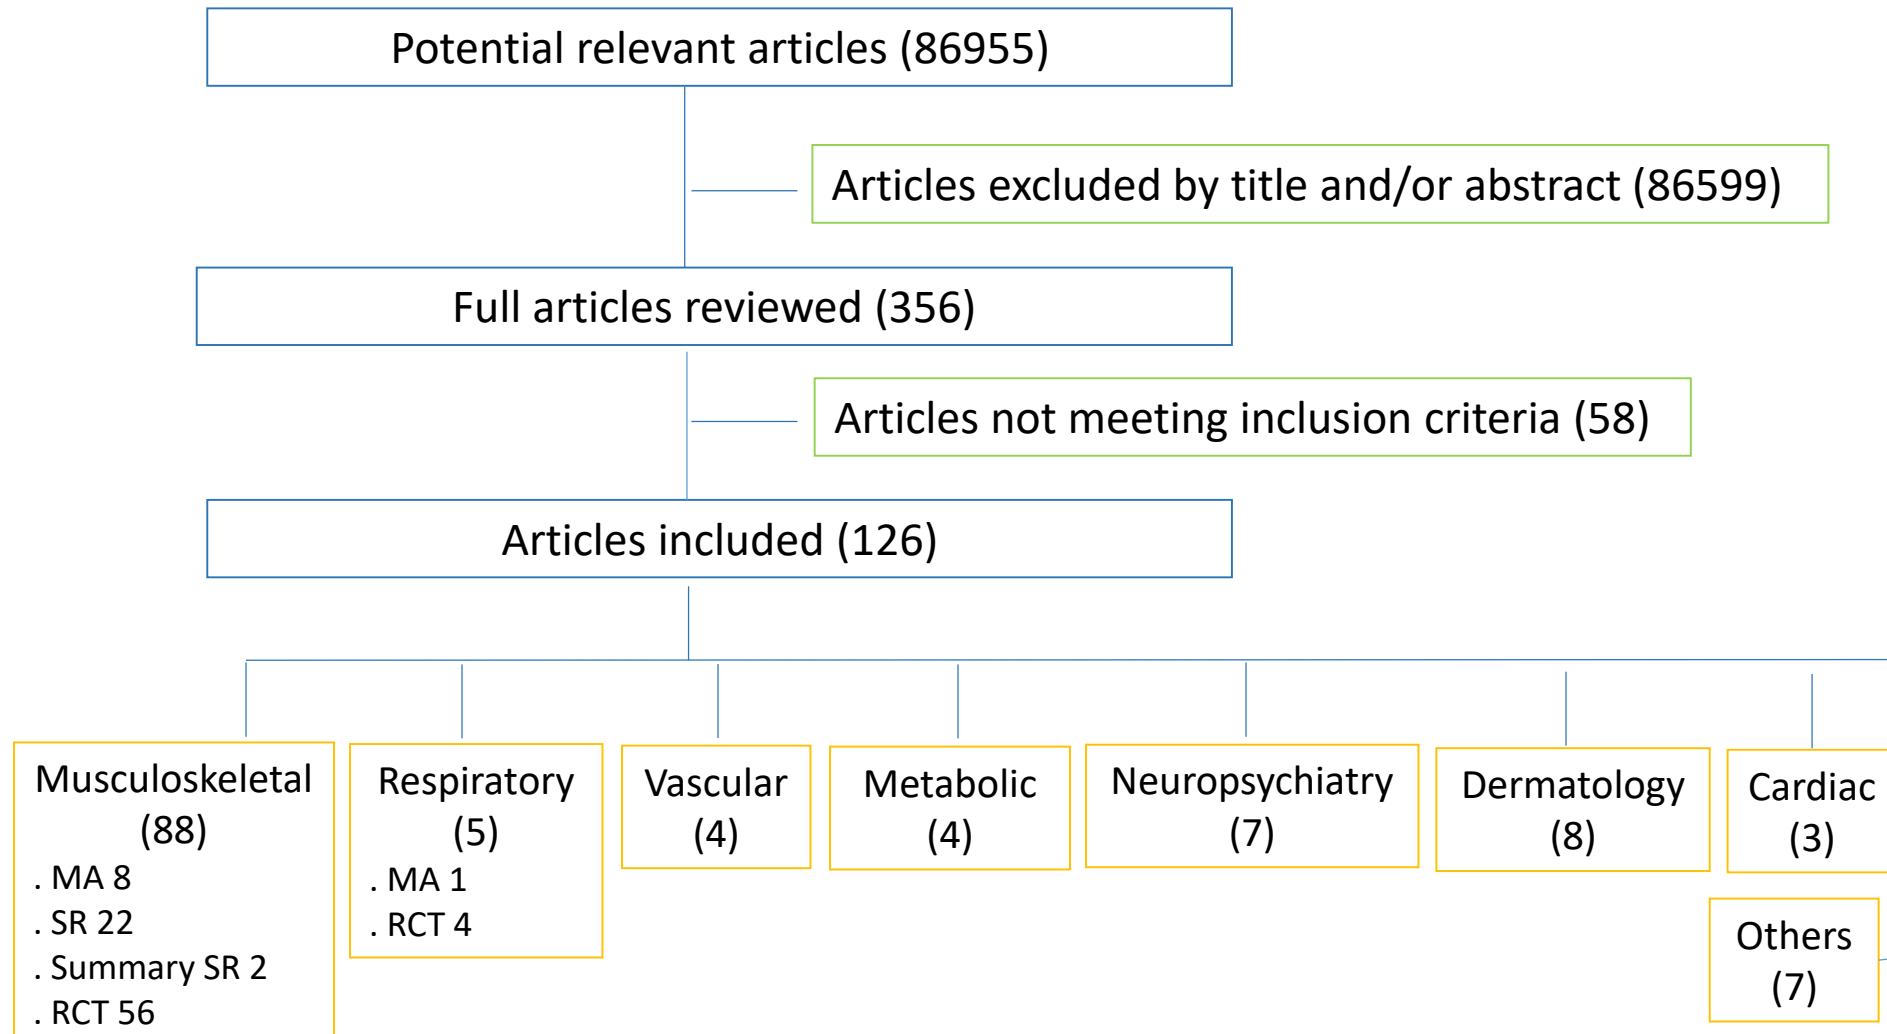 Potential relevant articles (86955)
Articles excluded by title and/or abstract (86599)
Full articles reviewed (356)
Articles not meeting inclusion criteria (58)
Articles included (126)
Musculoskeletal
(88)
. MA 8
. SR 22
. Summary SR 2
. RCT 56
Respiratory
(5)
. MA 1
. RCT 4
Vascular
(4)
Metabolic
(4)
Neuropsychiatry
(7)
Dermatology
(8)
Cardiac
(3)
Others
(7)